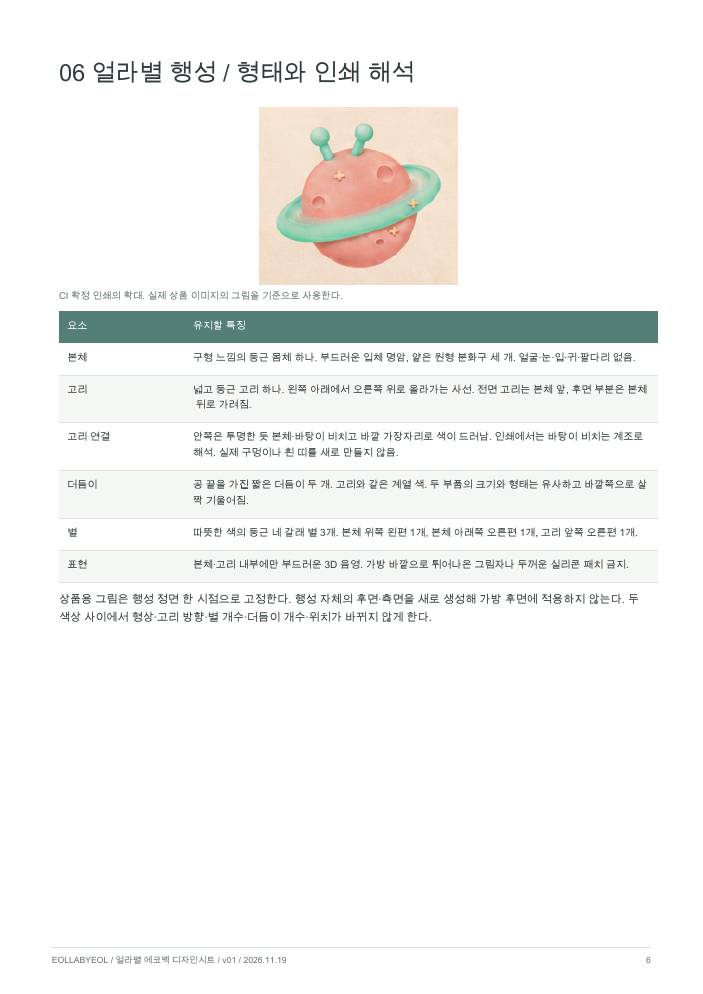 06 얼라별 행성 / 형태와 인쇄 해석
CI 확정 인쇄의 확대. 실제 상품 이미지의 그림을 기준으로 사용한다.
요소 유지할 특징
본체 구형 느낌의 둥근 몸체 하나. 부드러운 입체 명암, 얕은 원형 분화구 세 개. 얼굴·눈·입·귀·팔다리 없음.
고리 넓고 둥근 고리 하나. 왼쪽 아래에서 오른쪽 위로 올라가는 사선. 전면 고리는 본체 앞, 후면 부분은 본체
뒤로 가려짐.
고리 연결 안쪽은 투명한 듯 본체·바탕이 비치고 바깥 가장자리로 색이 드러남. 인쇄에서는 바탕이 비치는 계조로
해석. 실제 구멍이나 흰 띠를 새로 만들지 않음.
더듬이 공 끝을 가진 짧은 더듬이 두 개. 고리와 같은 계열 색. 두 부품의 크기와 형태는 유사하고 바깥쪽으로 살
짝 기울어짐.
별 따뜻한 색의 둥근 네 갈래 별 3개. 본체 위쪽 왼편 1개, 본체 아래쪽 오른편 1개, 고리 앞쪽 오른편 1개.
표현 본체·고리 내부에만 부드러운 3D 음영. 가방 바깥으로 튀어나온 그림자나 두꺼운 실리콘 패치 금지.
상품용 그림은 행성 정면 한 시점으로 고정한다. 행성 자체의 후면·측면을 새로 생성해 가방 후면에 적용하지 않는다. 두
색상 사이에서 형상·고리 방향·별 개수·더듬이 개수·위치가 바뀌지 않게 한다.
EOLLABYEOL / 얼라별 에코백 디자인시트 / v01 / 2026.11.19 6